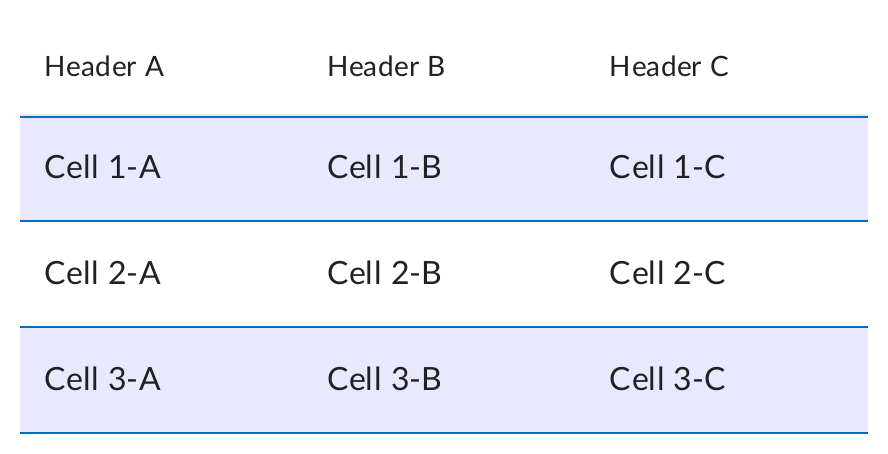 Header A Header B Header C
Cell 1-A Cell 1-B Cell 1-C
Cell 2-A Cell 2-B Cell 2-C
Cell 3-A Cell 3-B Cell 3-C